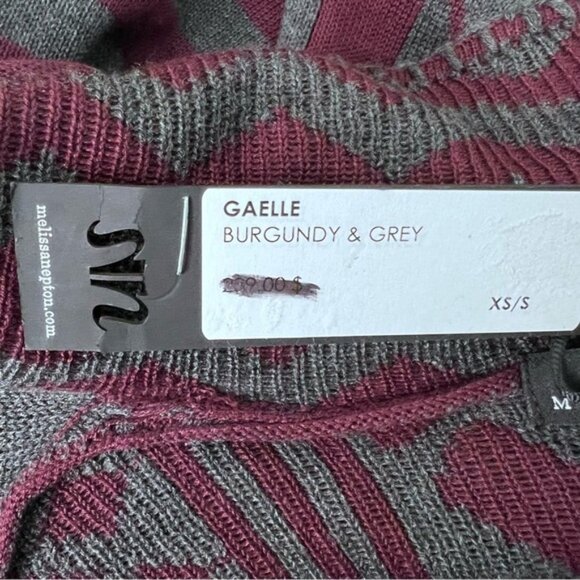 melissanepton.com
GAELLE
BURGUNDY & GREY
XS/S
M